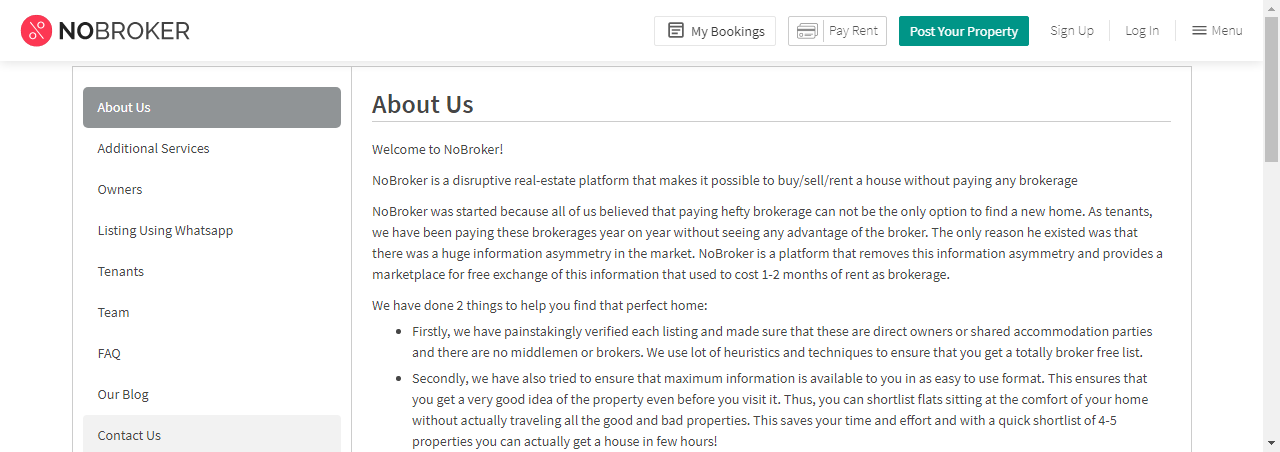 NOBROKER My Bookings Pay Rent Post Your Property Sign Up Log In Menu
About Us
Additional Services
Owners
Listing Using Whatsapp
Tenants
Team
FAQ
Our Blog
Contact Us
About Us
Welcome to NoBroker!
NoBroker is a disruptive real-estate platform that makes it possible to buy/sell/rent a house without paying any brokerage
NoBroker was started because all of us believed that paying hefty brokerage can not be the only option to find a new home. As tenants,
we have been paying these brokerages year on year without seeing any advantage of the broker. The only reason he existed was that
there was a huge information asymmetry in the market. NoBroker is a platform that removes this information asymmetry and provides a
marketplace for free exchange of this information that used to cost 1-2 months of rent as brokerage.
We have done 2 things to help you find that perfect home:
• Firstly, we have painstakingly verified each listing and made sure that these are direct owners or shared accommodation parties
and there are no middlemen or brokers. We use lot of heuristics and techniques to ensure that you get a totally broker free list.
• Secondly, we have also tried to ensure that maximum information is available to you in as easy to use format. This ensures that
you get a very good idea of the property even before you visit it. Thus, you can shortlist flats sitting at the comfort of your home
without actually traveling all the good and bad properties. This saves your time and effort and with a quick shortlist of 4-5
properties you can actually get a house in few hours!